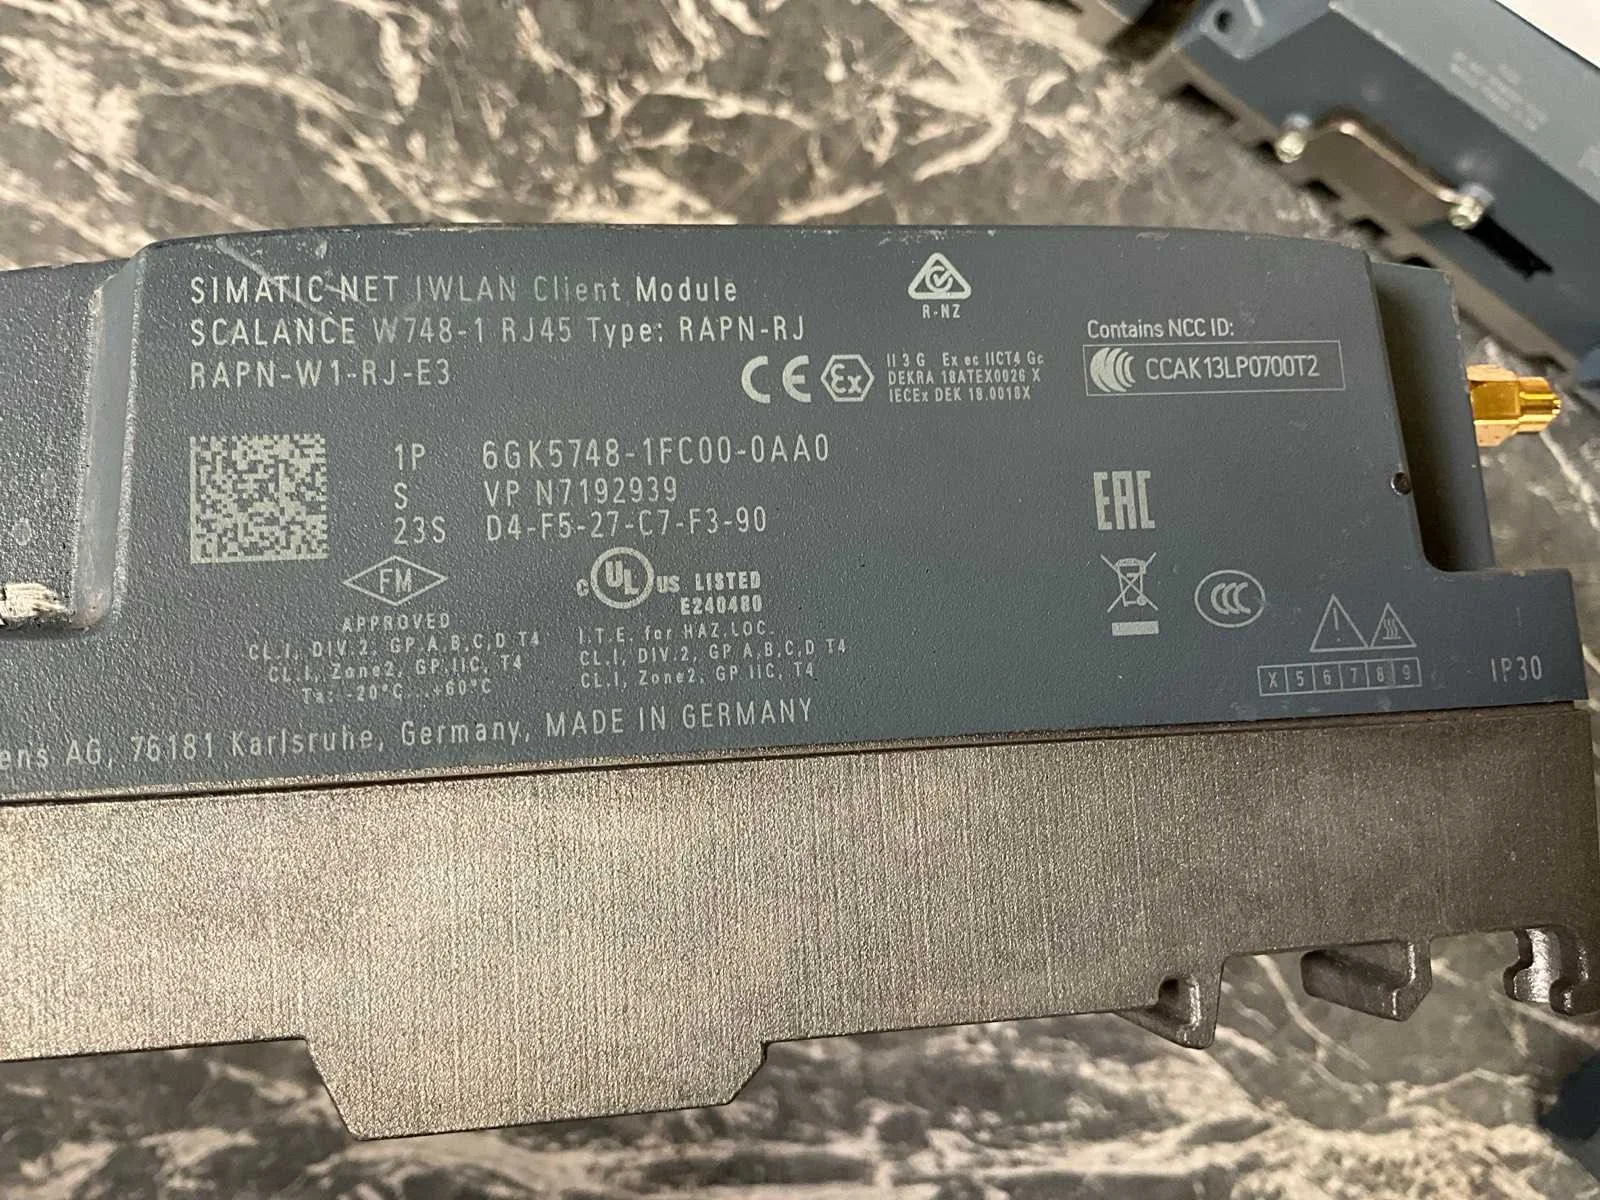 SIMATIC NET IWLAN Client Module
SCALANCE W748-1 RJ45 Type: RAPN-RJ
RAPN-W1-RJ-E3
R-NZ
CE Ex
II 3 G Ex ec IICT4 Gc
DEKRA 18ATEX0026 X
IECEx DEK 18.0018X
Contains NCC ID:
CCAK13LP0700T2
1P 6GK5748-1FC00-0AA0
S VP N7192939
23S D4-F5-27-C7-F3-90
EAC
FM
APPROVED
CL.I, DIV.2, GP.A,B,C,D T4
CL.I, Zone2, GP.IIC, T4
Ta: -20°C...+60°C
c UL US LISTED
E240480
I.T.E. for HAZ.LOC.
CL.I, DIV.2, GP A,B,C,D T4
CL.I, Zone2, GP IIC, T4
CCC
X 5 6 7 8 9
IP30
ens AG, 76181 Karlsruhe, Germany, MADE IN GERMANY